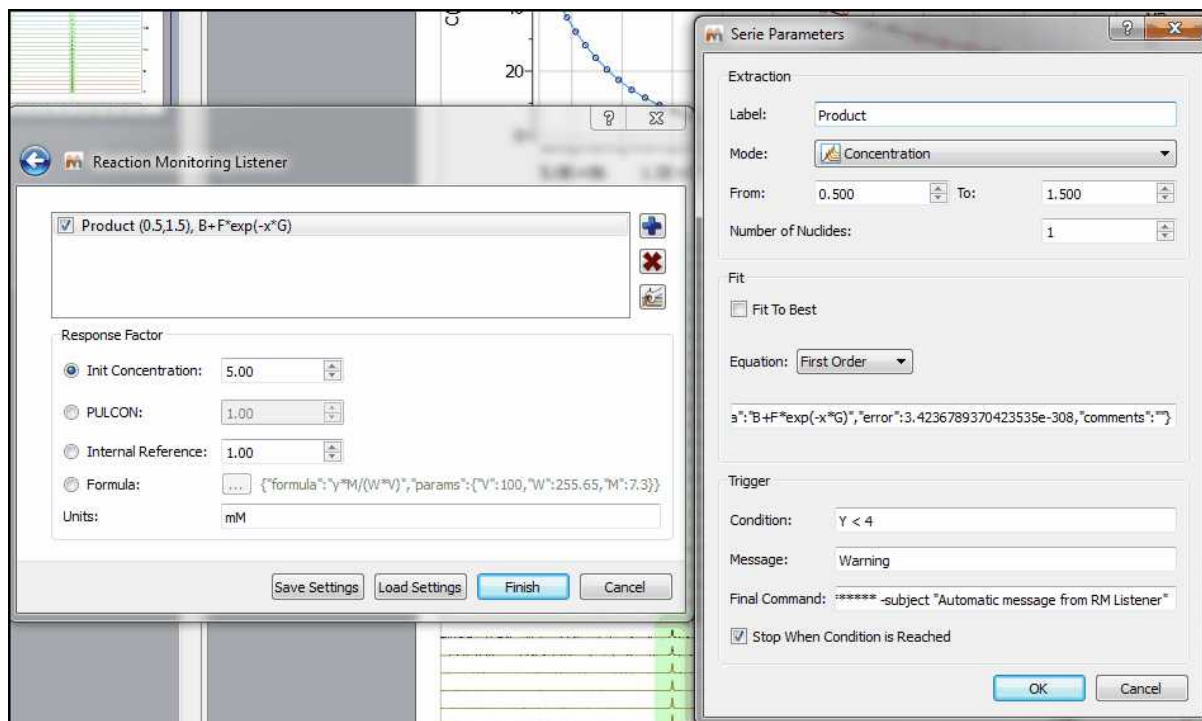 20
Reaction Monitoring Listener
Product (0.5,1.5), B+F*exp(-x*G)
Response Factor
Init Concentration: 5.00
PULCON: 1.00
Internal Reference: 1.00
Formula: ... {"formula":"y*M/(W*V)","params":{"V":100,"W":255.65,"M":7.3}}
Units: mM
Save Settings Load Settings Finish Cancel
Serie Parameters
Extraction
Label: Product
Mode: Concentration
From: 0.500 To: 1.500
Number of Nuclides: 1
Fit
Fit To Best
Equation: First Order
a":"B+F*exp(-x*G)","error":3.4236789370423535e-308,"comments":""}
Trigger
Condition: Y < 4
Message: Warning
Final Command: ****** -subject "Automatic message from RM Listener"
Stop When Condition is Reached
OK Cancel